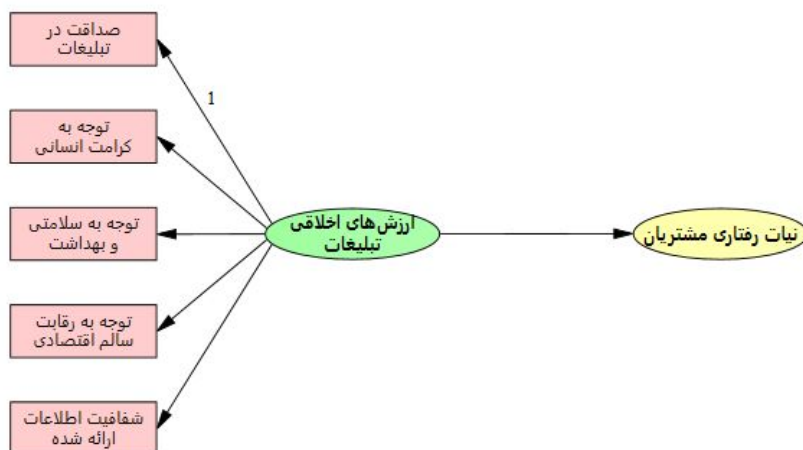 صداقت در
تبلیغات
1
توجه به
کرامت انسانی
توجه به سلامتی
و بهداشت
ارزش‌های اخلاقی
تبلیغات
نیات رفتاری مشتریان
توجه به رقابت
سالم اقتصادی
شفافیت اطلاعات
ارائه شده